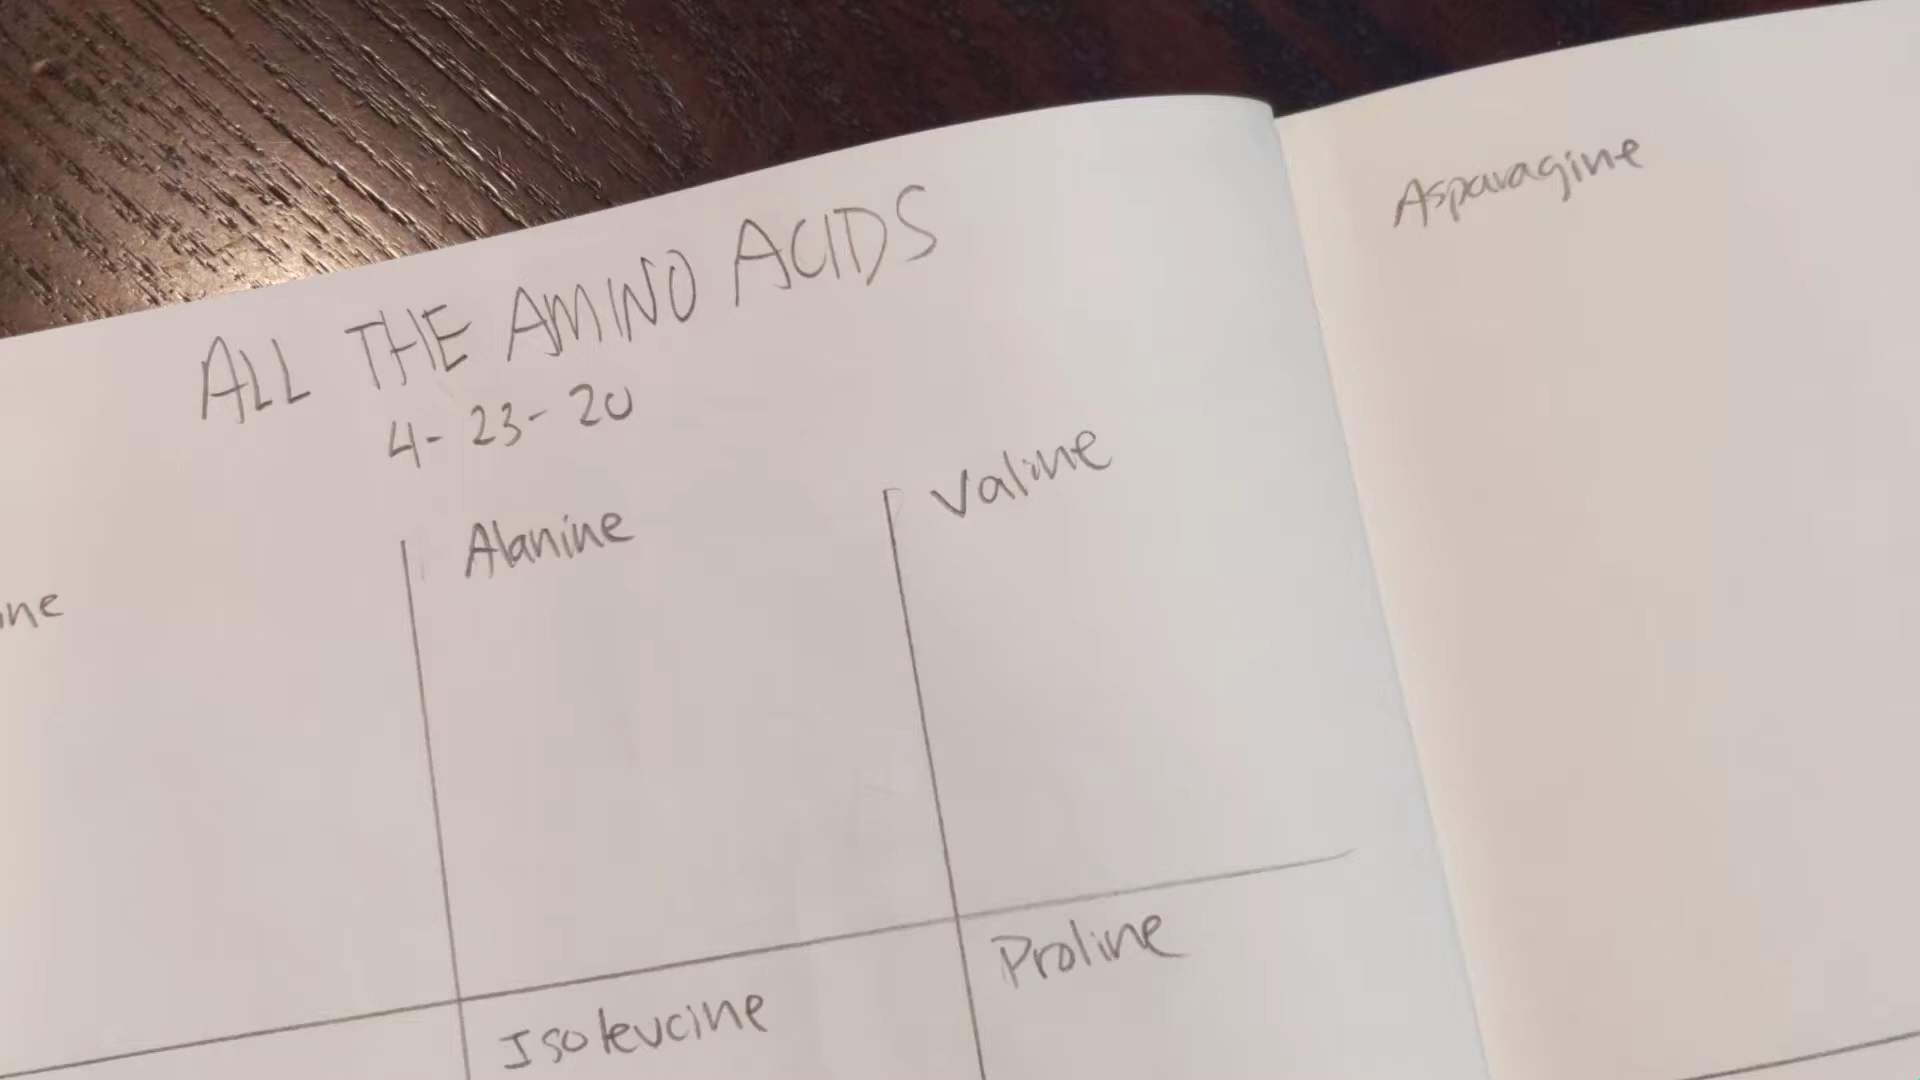 ALL THE AMINO ACIDS
4-23-20
Alanine
Valine
Isoleucine
Proline
Asparagine